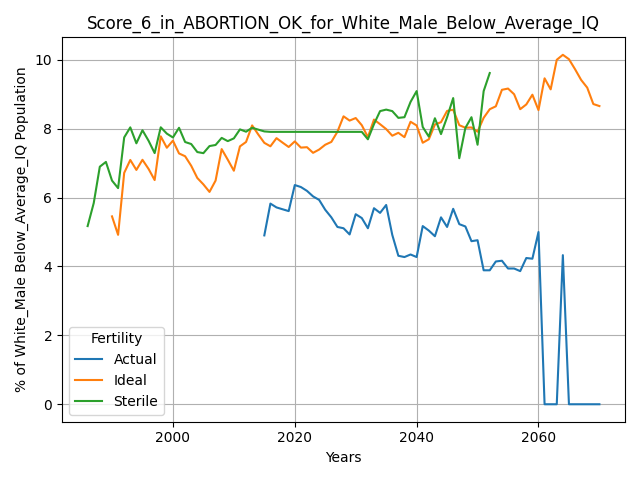 Score_6_in_ABORTION_OK_for_White_Male_Below_Average_IQ
% of White_Male Below_Average_IQ Population
10
8
6
4
2
0
Fertility
Actual
Ideal
Sterile
2000 2020 2040 2060
Years